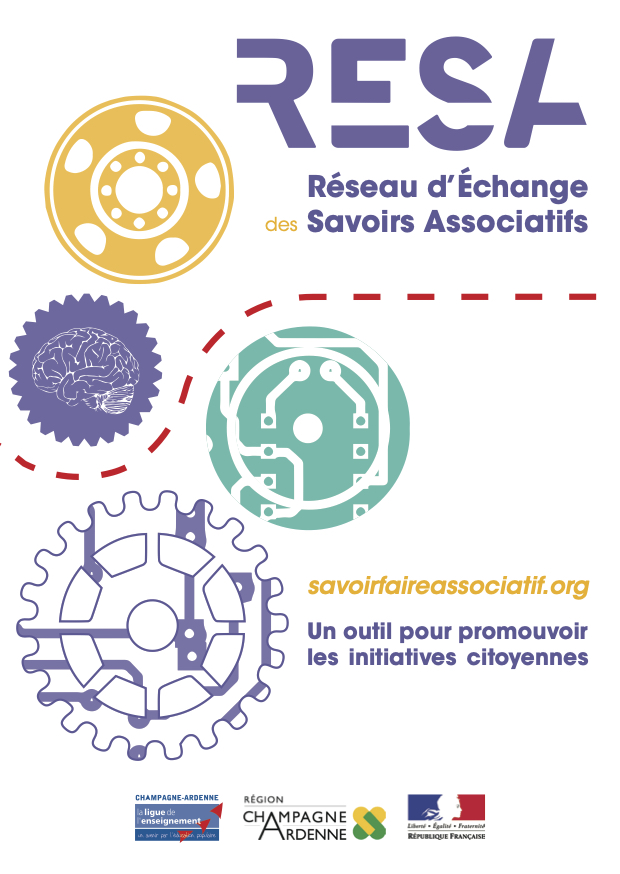 RESA
Réseau d'Échange
des Savoirs Associatifs
savoirfaireassociatif.org
Un outil pour promouvoir
les initiatives citoyennes
CHAMPAGNE-ARDENNE
la ligue de
l'enseignement
un avenir par l'éducation populaire
RÉGION
CHAMPAGNE
ARDENNE
Liberté • Égalité • Fraternité
RÉPUBLIQUE FRANÇAISE